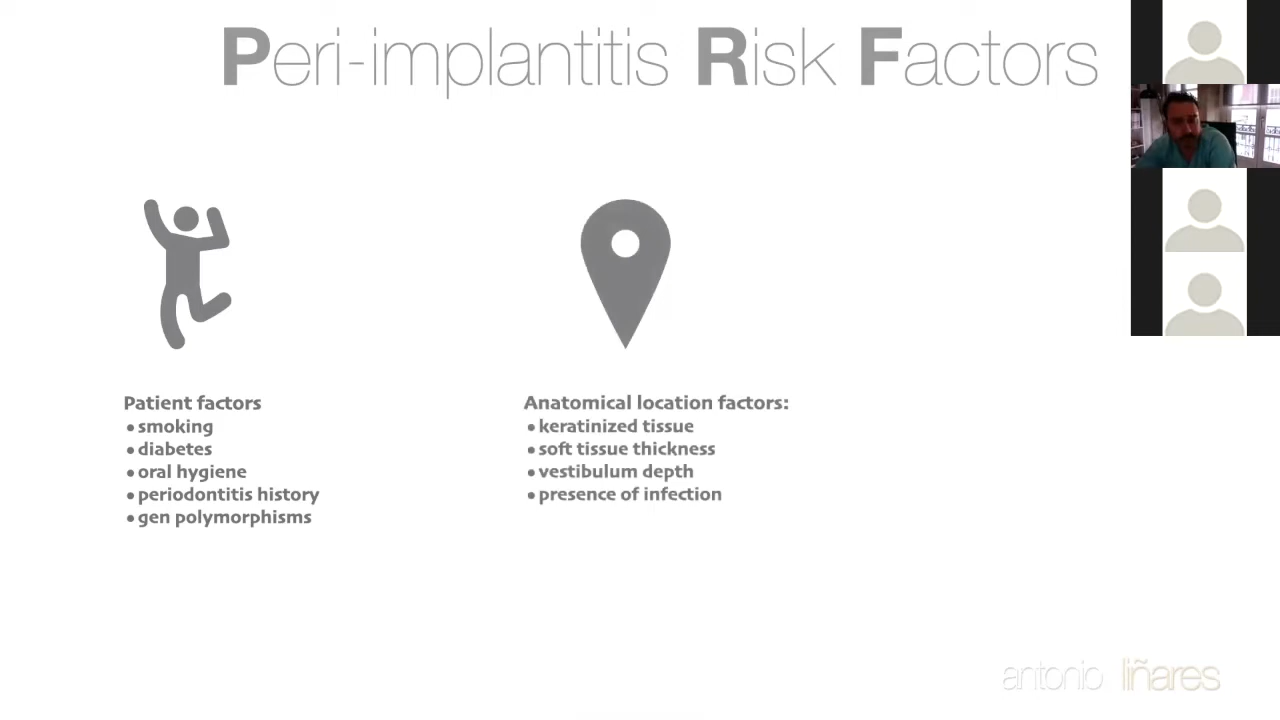 Peri-implantitis Risk Factors
Patient factors
• smoking
• diabetes
• oral hygiene
• periodontitis history
• gen polymorphisms
Anatomical location factors:
• keratinized tissue
• soft tissue thickness
• vestibulum depth
• presence of infection
antonio liñares